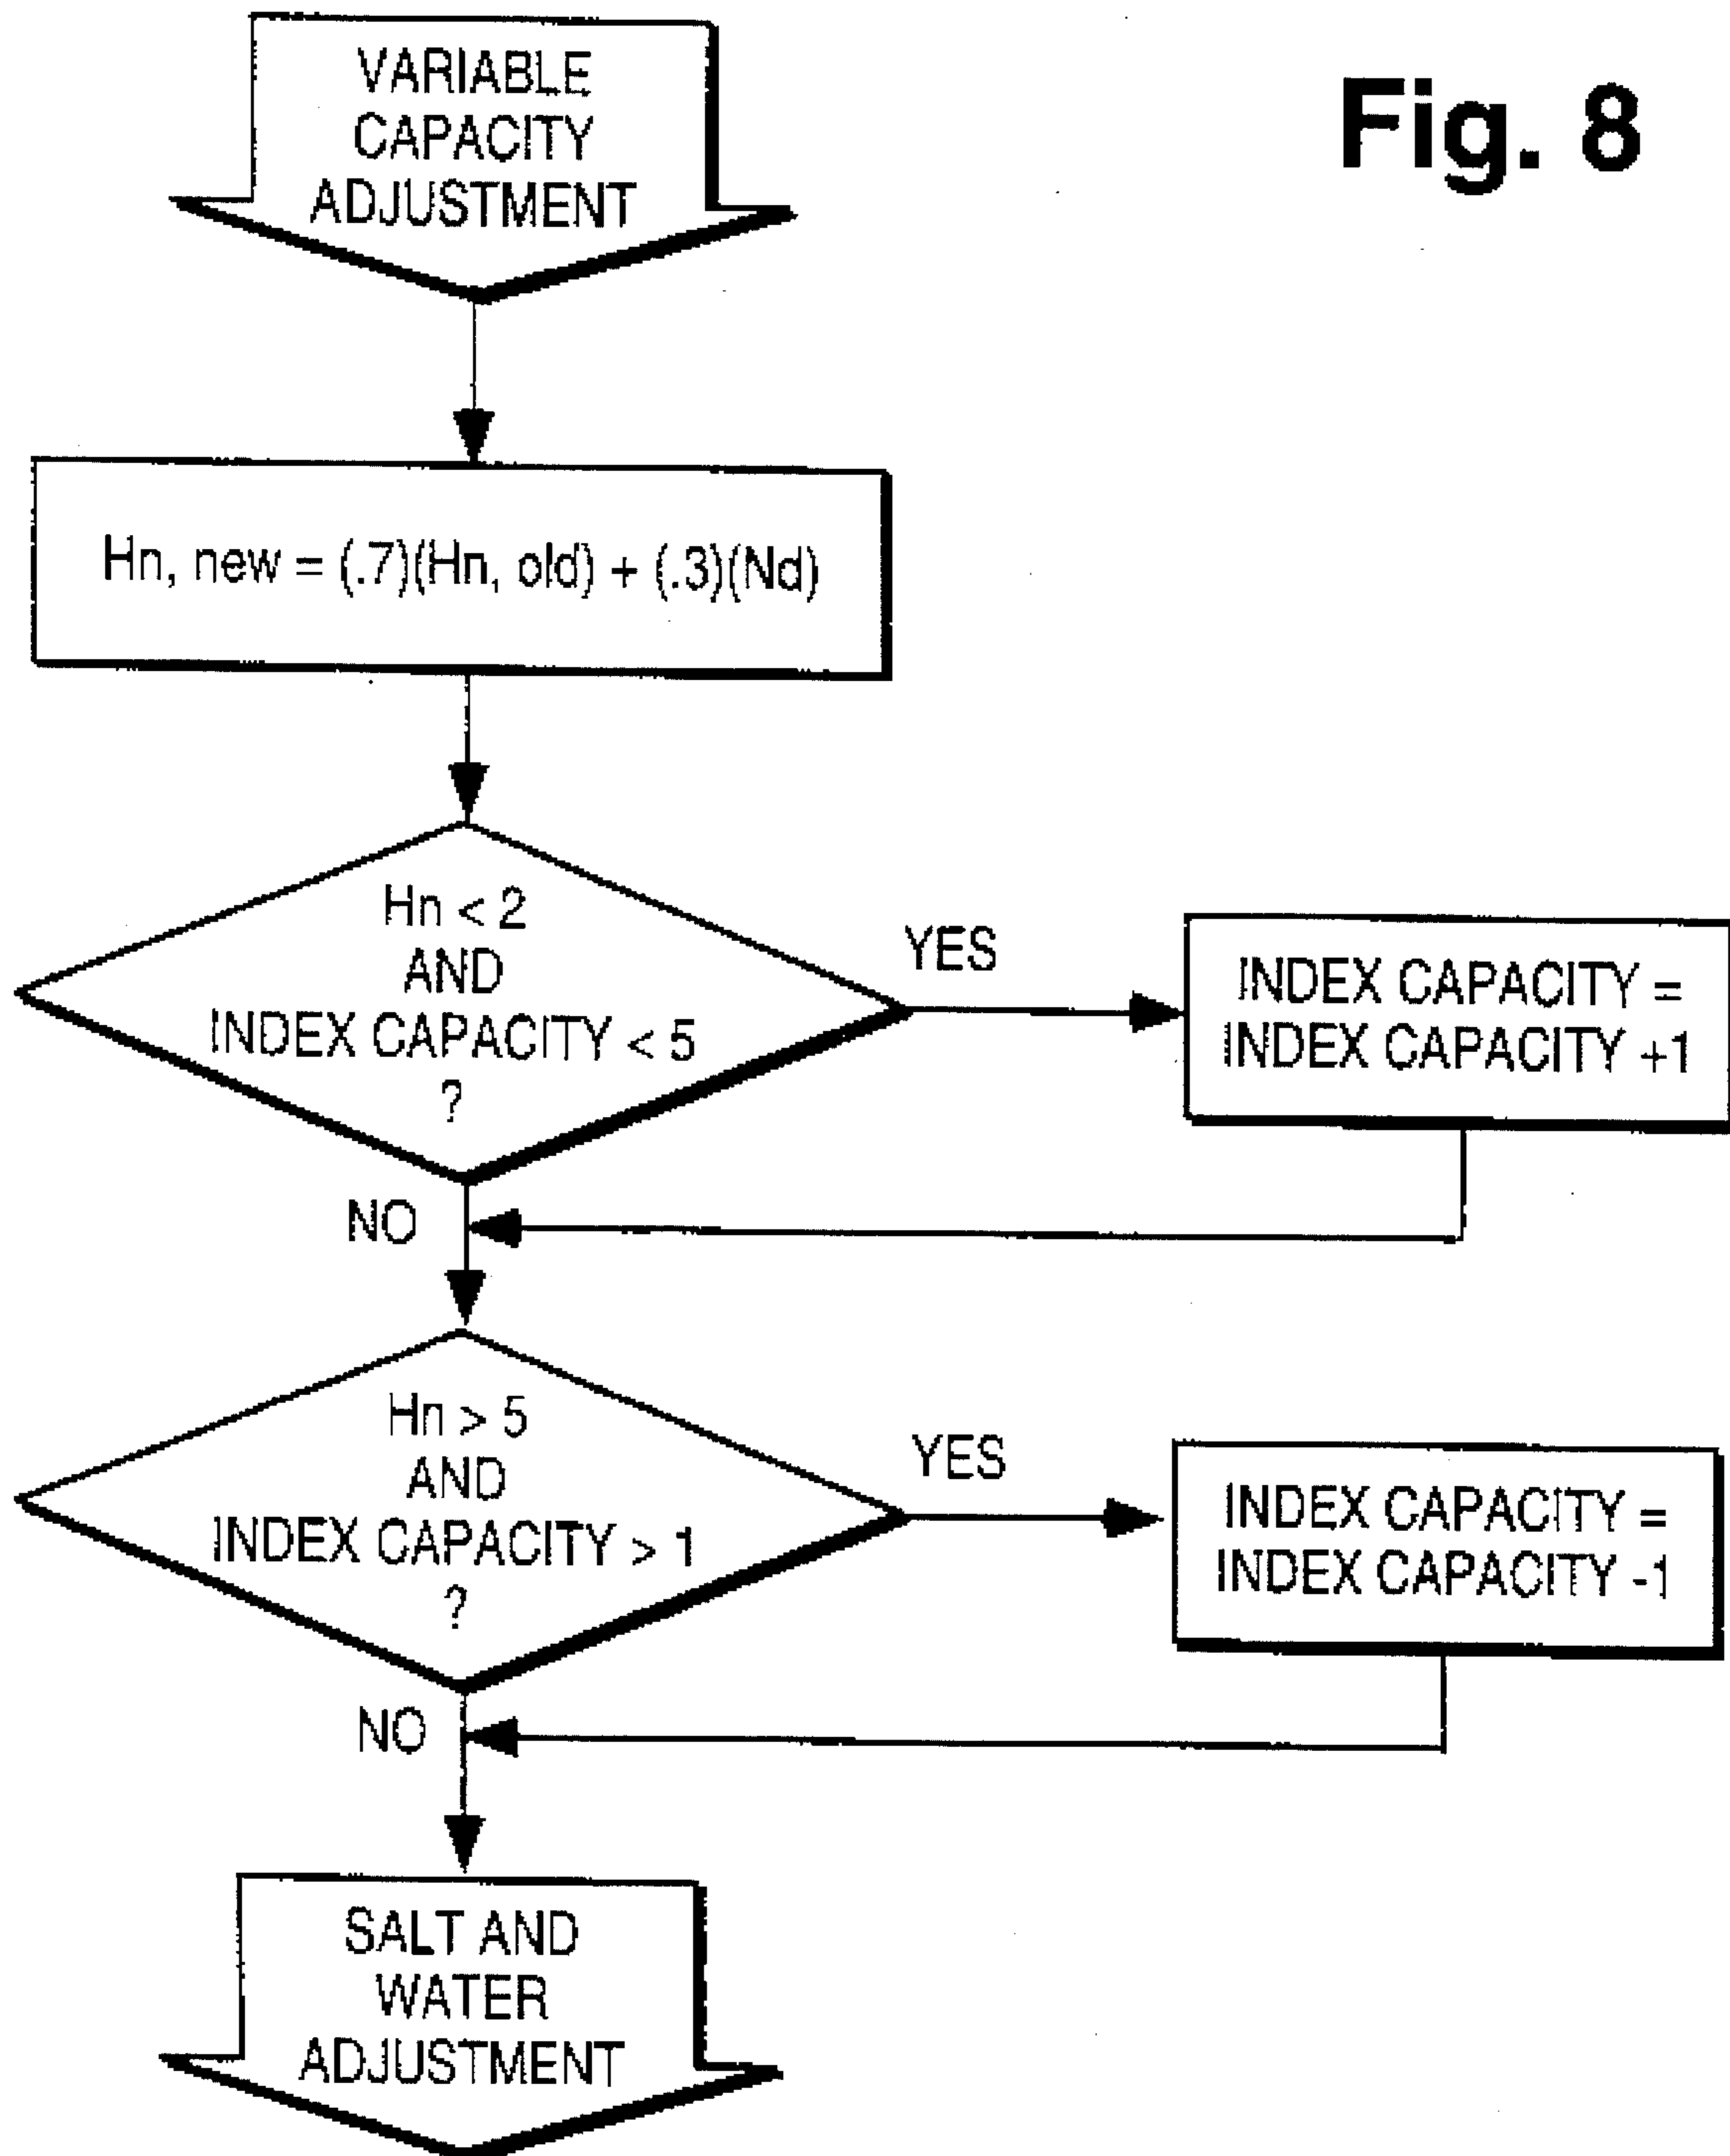 Fig. 8
VARIABLE
CAPACITY
ADJUSTMENT
Hn, new = (.7)(Hn, old) + (.3)(Nd)
Hn < 2
AND
INDEX CAPACITY < 5
?
YES
INDEX CAPACITY =
INDEX CAPACITY +1
NO
Hn > 5
AND
INDEX CAPACITY > 1
?
YES
INDEX CAPACITY =
INDEX CAPACITY -1
NO
SALT AND
WATER
ADJUSTMENT